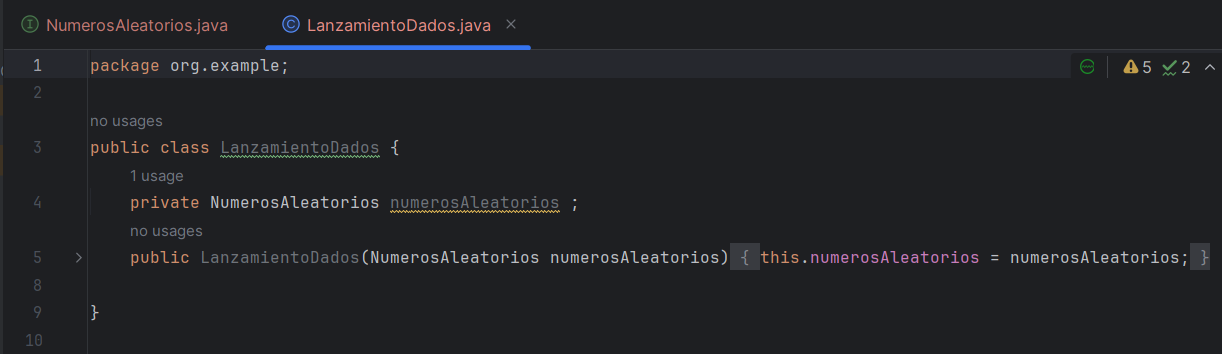 NumerosAleatorios.java LanzamientoDados.java
1 package org.example; 5 2
2
no usages
3 public class LanzamientoDados {
1 usage
4 private NumerosAleatorios numerosAleatorios ;
no usages
5 public LanzamientoDados(NumerosAleatorios numerosAleatorios) { this.numerosAleatorios = numerosAleatorios; }
8
9 }
10